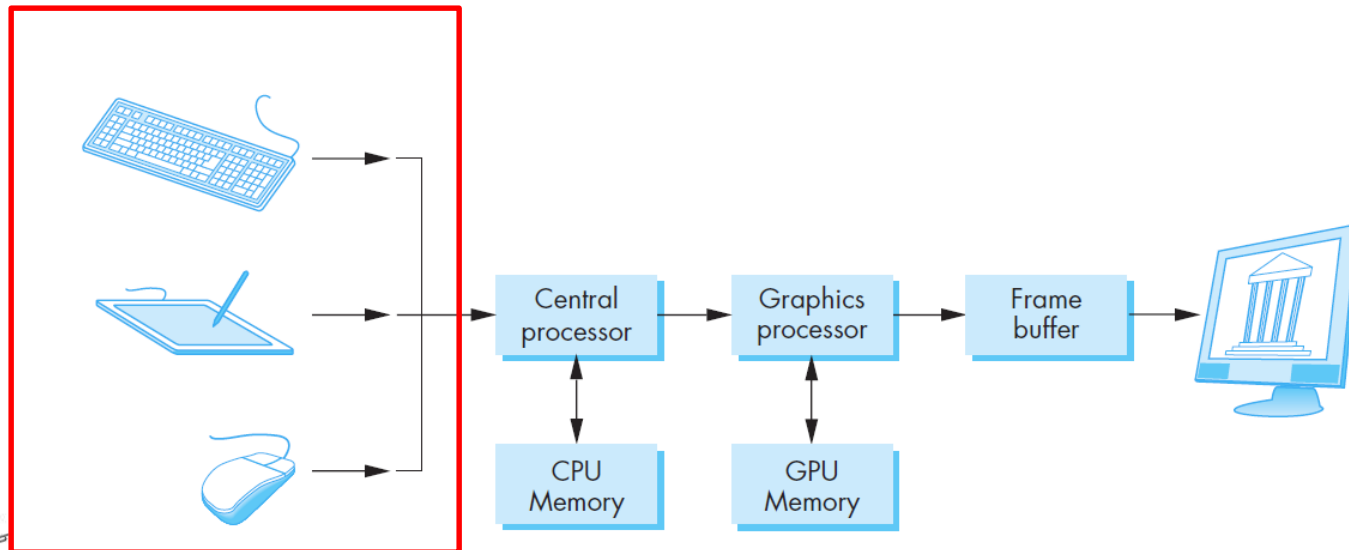 Central
processor
Graphics
processor
Frame
buffer
CPU
Memory
GPU
Memory